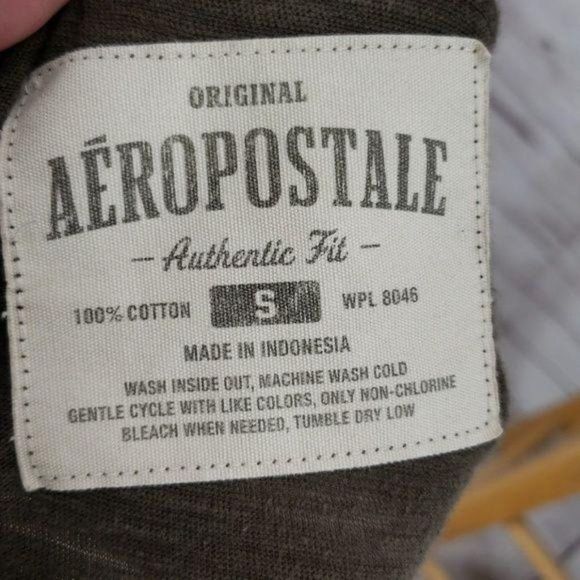 ORIGINAL
AÉROPOSTALE
- Authentic Fit -
100% COTTON S WPL 8046
MADE IN INDONESIA
WASH INSIDE OUT, MACHINE WASH COLD
GENTLE CYCLE WITH LIKE COLORS, ONLY NON-CHLORINE
BLEACH WHEN NEEDED, TUMBLE DRY LOW